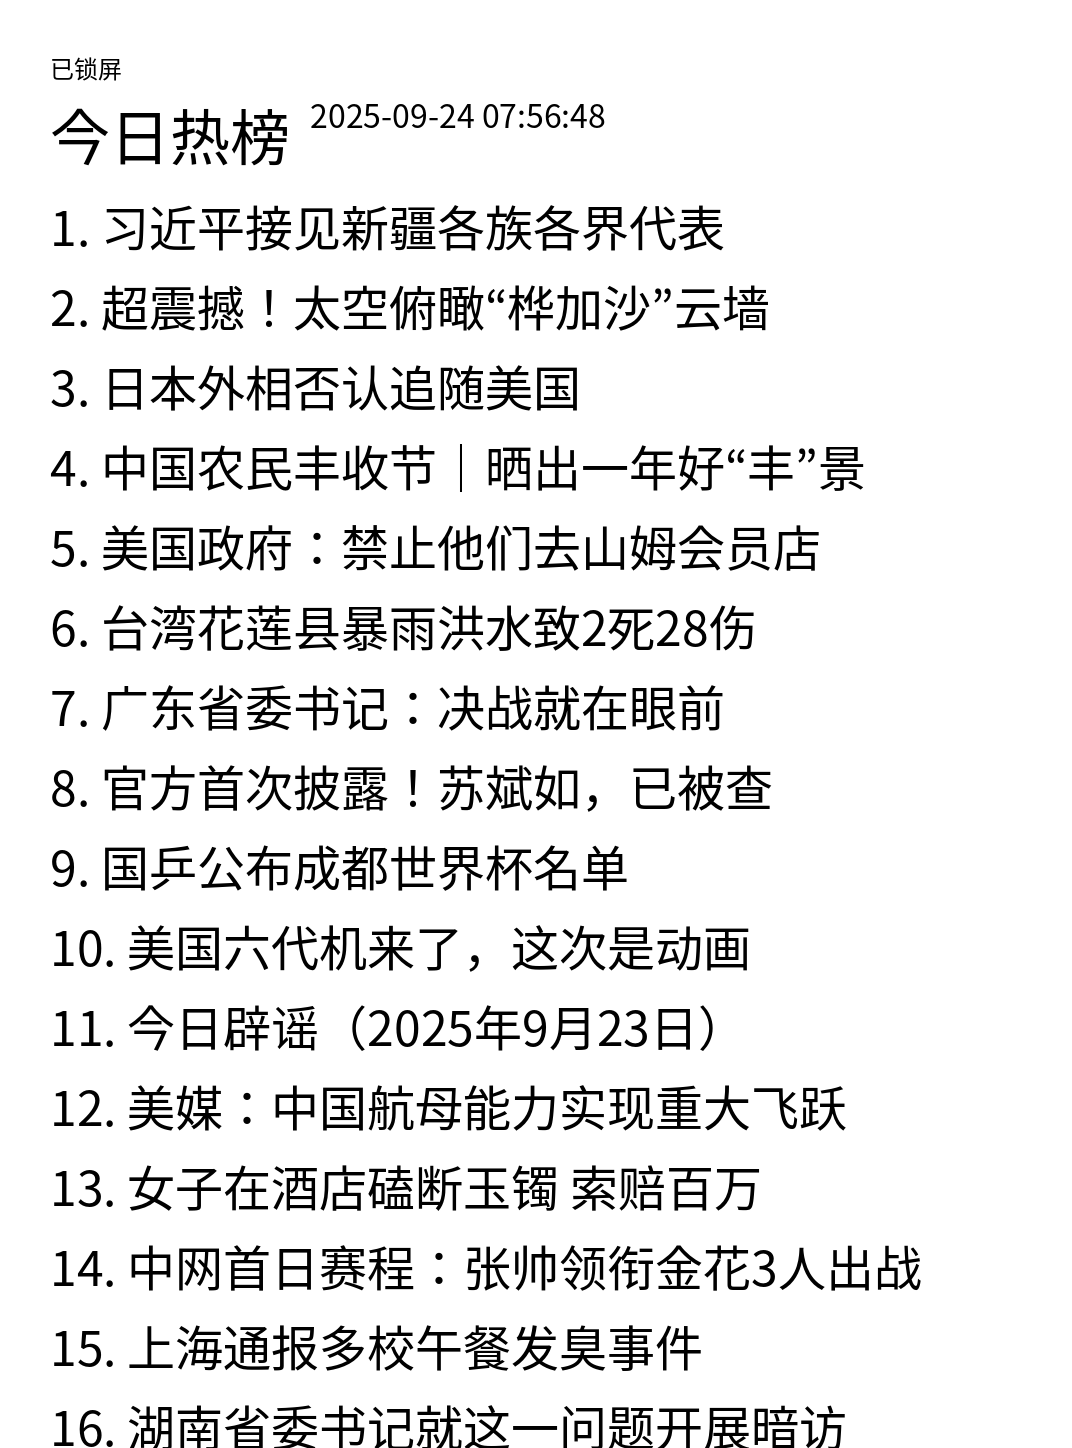 已锁屏
今日热榜 2025-09-24 07:56:48
1. 习近平接见新疆各族各界代表
2. 超震撼！太空俯瞰“桦加沙”云墙
3. 日本外相否认追随美国
4. 中国农民丰收节｜晒出一年好“丰”景
5. 美国政府：禁止他们去山姆会员店
6. 台湾花莲县暴雨洪水致2死28伤
7. 广东省委书记：决战就在眼前
8. 官方首次披露！苏斌如，已被查
9. 国乒公布成都世界杯名单
10. 美国六代机来了，这次是动画
11. 今日辟谣（2025年9月23日）
12. 美媒：中国航母能力实现重大飞跃
13. 女子在酒店磕断玉镯 索赔百万
14. 中网首日赛程：张帅领衔金花3人出战
15. 上海通报多校午餐发臭事件
16. 湖南省委书记就这一问题开展暗访